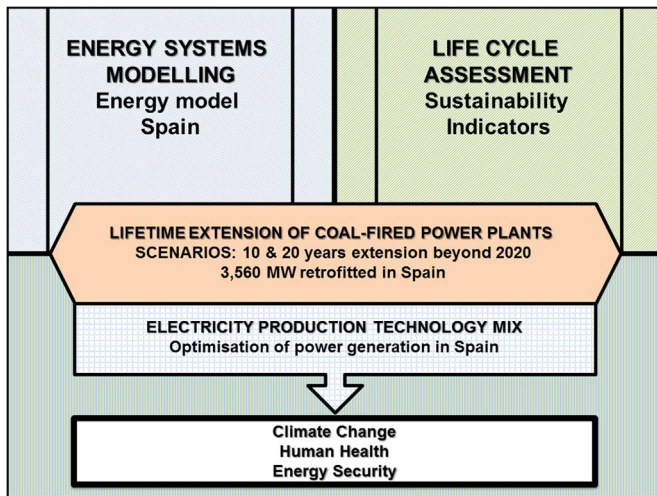 ENERGY SYSTEMS
MODELLING
Energy model
Spain
LIFE CYCLE
ASSESSMENT
Sustainability
Indicators
LIFETIME EXTENSION OF COAL-FIRED POWER PLANTS
SCENARIOS: 10 & 20 years extension beyond 2020
3,560 MW retrofitted in Spain
ELECTRICITY PRODUCTION TECHNOLOGY MIX
Optimisation of power generation in Spain
Climate Change
Human Health
Energy Security